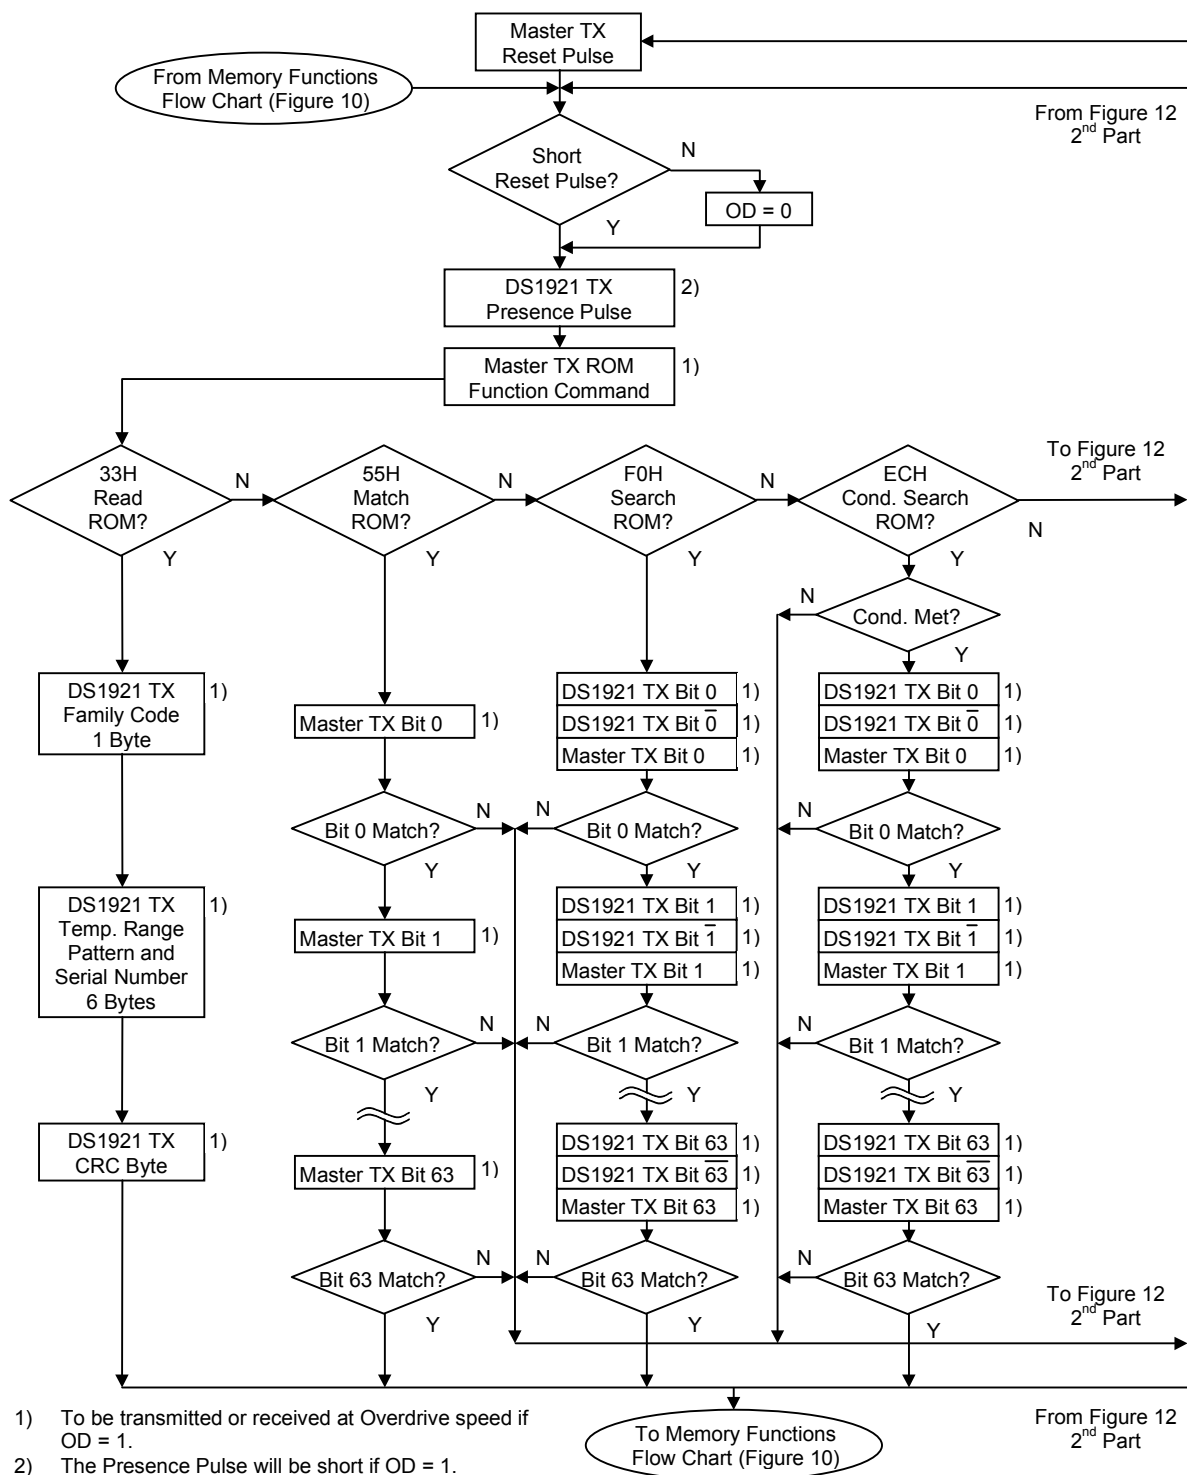 Master TX
Reset Pulse
From Memory Functions
Flow Chart (Figure 10)
From Figure 12
2nd Part
Short
Reset Pulse?
N
OD = 0
Y
DS1921 TX
Presence Pulse
2)
Master TX ROM
Function Command
1)
To Figure 12
2nd Part
33H
Read
ROM?
N
Y
55H
Match
ROM?
N
Y
F0H
Search
ROM?
N
Y
ECH
Cond. Search
ROM?
N
Y
Cond. Met?
N
Y
DS1921 TX
Family Code
1 Byte
1)
DS1921 TX
Temp. Range
Pattern and
Serial Number
6 Bytes
1)
DS1921 TX
CRC Byte
1)
Master TX Bit 0
1)
Bit 0 Match?
N
Y
Master TX Bit 1
1)
Bit 1 Match?
N
Y
Master TX Bit 63
1)
Bit 63 Match?
N
Y
DS1921 TX Bit 0
1)
DS1921 TX Bit 0̅
1)
Master TX Bit 0
1)
Bit 0 Match?
N
Y
DS1921 TX Bit 1
1)
DS1921 TX Bit 1̅
1)
Master TX Bit 1
1)
Bit 1 Match?
N
Y
DS1921 TX Bit 63
1)
DS1921 TX Bit 6̅3̅
1)
Master TX Bit 63
1)
Bit 63 Match?
N
Y
DS1921 TX Bit 0
1)
DS1921 TX Bit 0̅
1)
Master TX Bit 0
1)
Bit 0 Match?
N
Y
DS1921 TX Bit 1
1)
DS1921 TX Bit 1̅
1)
Master TX Bit 1
1)
Bit 1 Match?
N
Y
DS1921 TX Bit 63
1)
DS1921 TX Bit 6̅3̅
1)
Master TX Bit 63
1)
Bit 63 Match?
N
Y
To Figure 12
2nd Part
To Memory Functions
Flow Chart (Figure 10)
From Figure 12
2nd Part
1) To be transmitted or received at Overdrive speed if
OD = 1.
2) The Presence Pulse will be short if OD = 1.